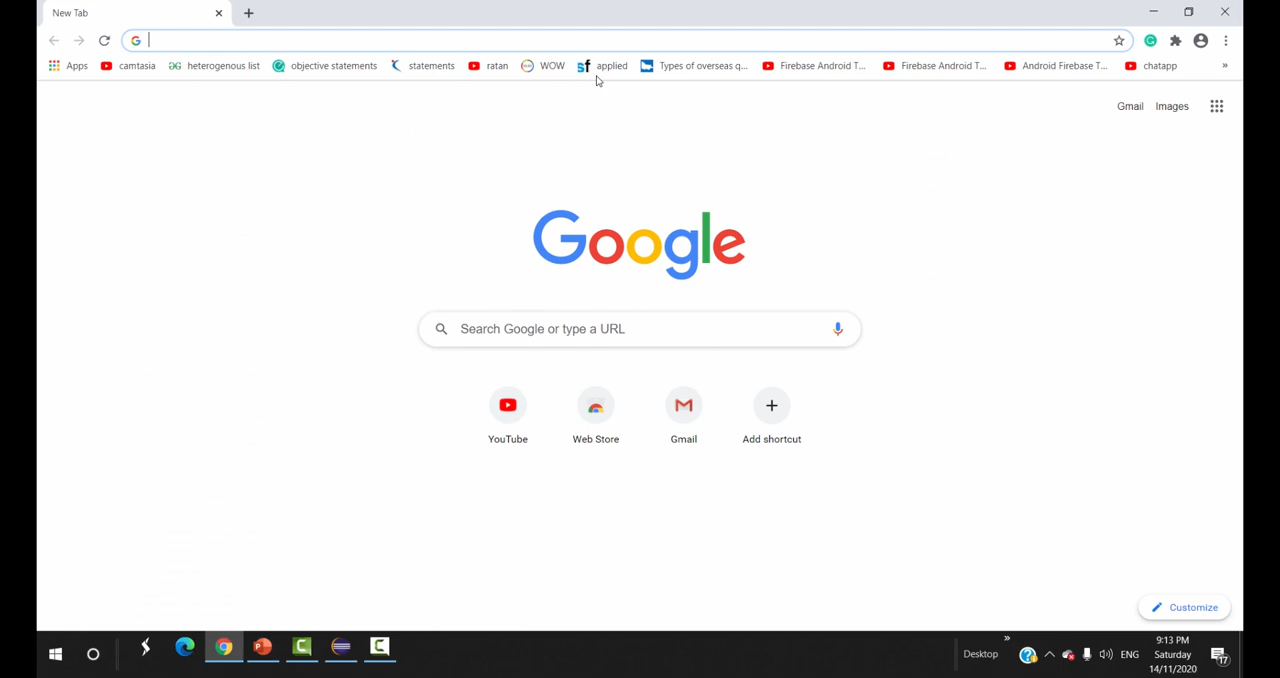 New Tab
Apps camtasia heterogenous list objective statements statements ratan WOW applied Types of overseas q... Firebase Android T... Firebase Android T... Android Firebase T... chatapp »
Gmail Images
Google
Search Google or type a URL
YouTube Web Store Gmail Add shortcut
Customize
Desktop » ENG
9:13 PM
Saturday
14/11/2020
17